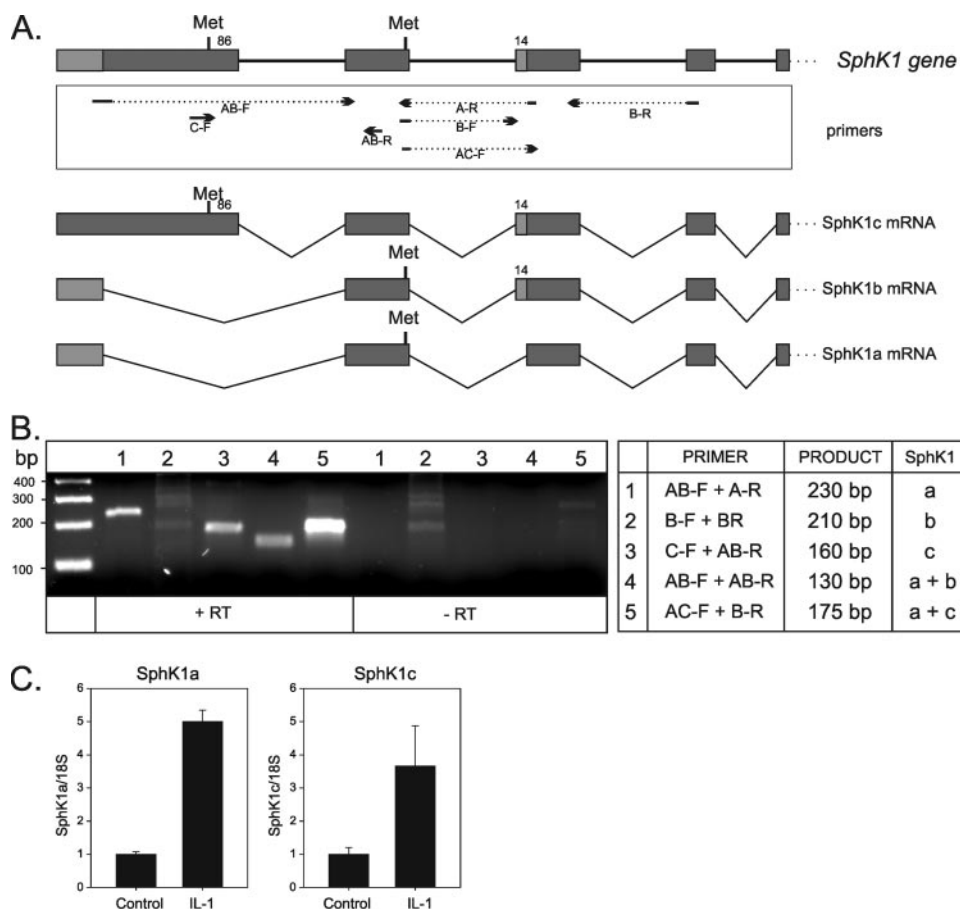 A.
Met
86
Met
14
SphK1 gene
AB-F
C-F
A-R
B-F
AB-R
AC-F
B-R
primers
Met
86
14
SphK1c mRNA
Met
14
SphK1b mRNA
Met
SphK1a mRNA
B.
bp 1 2 3 4 5 1 2 3 4 5
400
300
200
100
+ RT - RT
PRIMER PRODUCT SphK1
1 AB-F + A-R 230 bp a
2 B-F + BR 210 bp b
3 C-F + AB-R 160 bp c
4 AB-F + AB-R 130 bp a + b
5 AC-F + B-R 175 bp a + c
C.
SphK1a
SphK1a/18S
6
5
4
3
2
1
0
Control IL-1
SphK1c
SphK1c/18S
6
5
4
3
2
1
0
Control IL-1